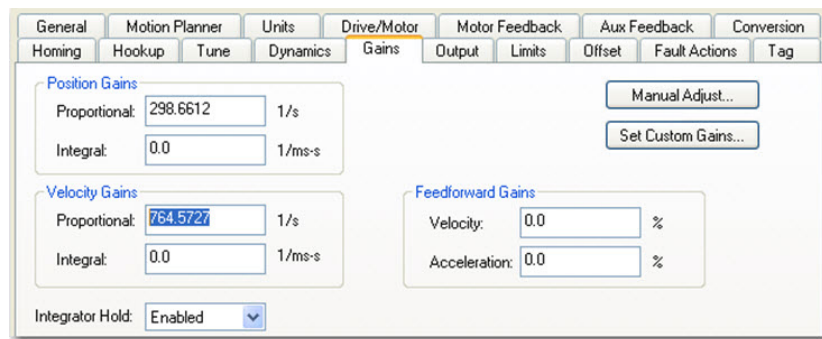 General Motion Planner Units Drive/Motor Motor Feedback Aux Feedback Conversion
Homing Hookup Tune Dynamics Gains Output Limits Offset Fault Actions Tag
Position Gains
Proportional: 298.6612 1/s
Manual Adjust...
Integral: 0.0 1/ms-s
Set Custom Gains...
Velocity Gains Feedforward Gains
Proportional: 764.5727 1/s Velocity: 0.0 %
Integral: 0.0 1/ms-s Acceleration: 0.0 %
Integrator Hold: Enabled